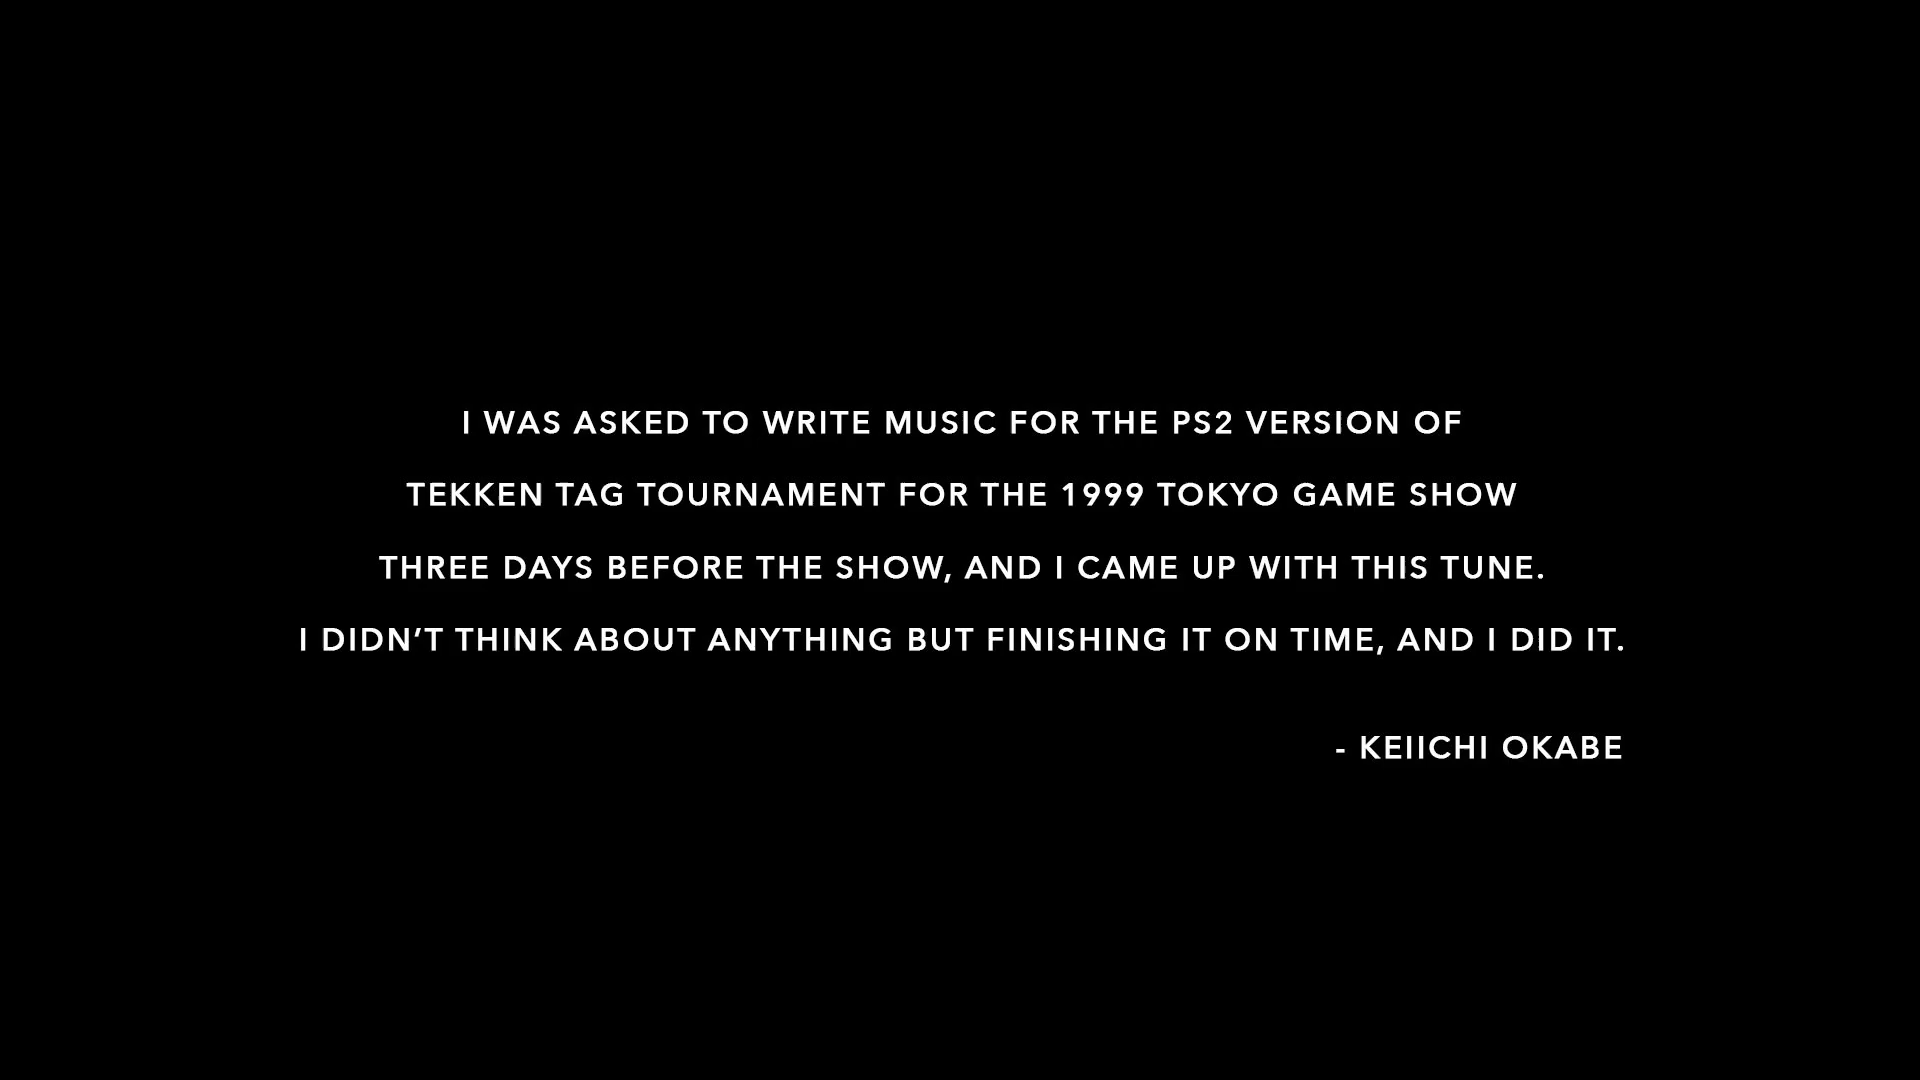 I WAS ASKED TO WRITE MUSIC FOR THE PS2 VERSION OF
TEKKEN TAG TOURNAMENT FOR THE 1999 TOKYO GAME SHOW
THREE DAYS BEFORE THE SHOW, AND I CAME UP WITH THIS TUNE.
I DIDN’T THINK ABOUT ANYTHING BUT FINISHING IT ON TIME, AND I DID IT.
- KEIICHI OKABE